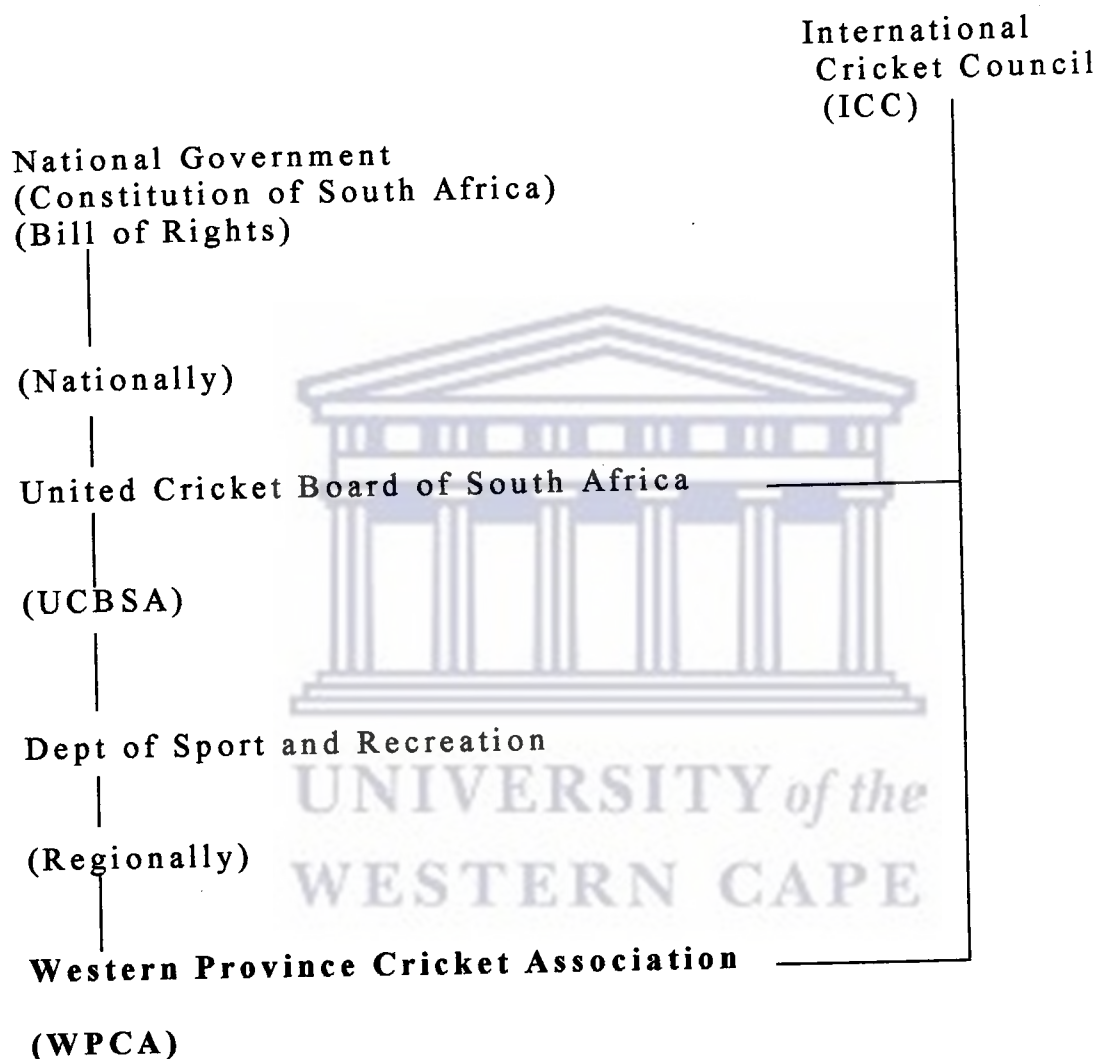 International
Cricket Council
(ICC)
National Government
(Constitution of South Africa)
(Bill of Rights)
(Nationally)
United Cricket Board of South Africa
(UCBSA)
Dept of Sport and Recreation
(Regionally)
Western Province Cricket Association
(WPCA)
UNIVERSITY of the
WESTERN CAPE